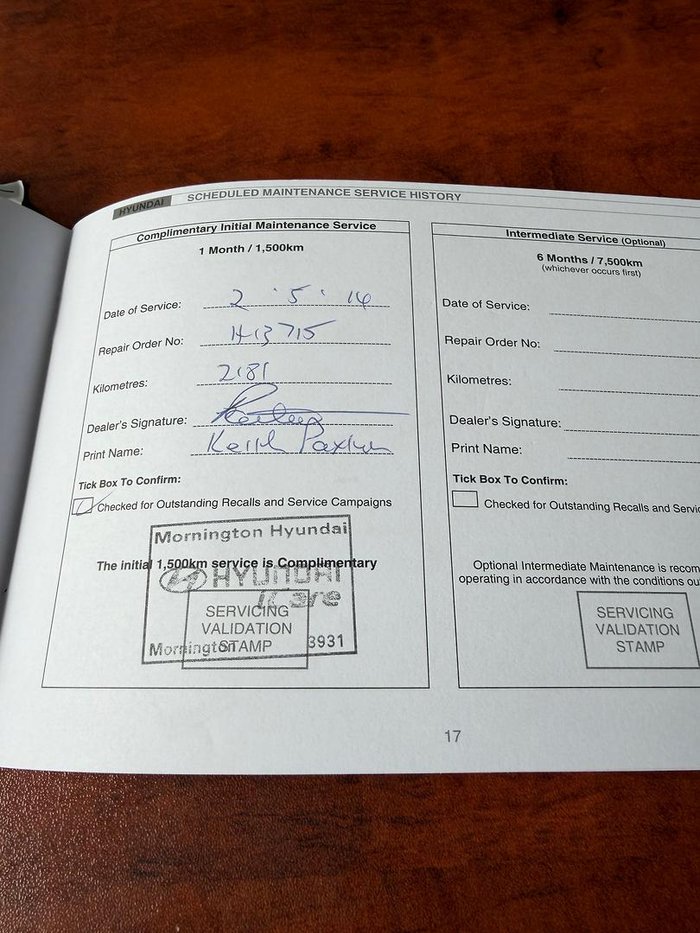 HYUNDAI SCHEDULED MAINTENANCE SERVICE HISTORY
Complimentary Initial Maintenance Service
1 Month / 1,500km
Date of Service: 2 . 5 . 14
Repair Order No: H13715
Kilometres: 2181
Dealer's Signature:
Print Name: Keith Paxton
Tick Box To Confirm:
Checked for Outstanding Recalls and Service Campaigns
Mornington Hyundai
The initial 1,500km service is Complimentary
HYUNDAI
iCare
SERVICING
VALIDATION
STAMP
Mornington 3931
Intermediate Service (Optional)
6 Months / 7,500km
(whichever occurs first)
Date of Service:
Repair Order No:
Kilometres:
Dealer's Signature:
Print Name:
Tick Box To Confirm:
Checked for Outstanding Recalls and Servic
Optional Intermediate Maintenance is recom
operating in accordance with the conditions ou
SERVICING
VALIDATION
STAMP
17